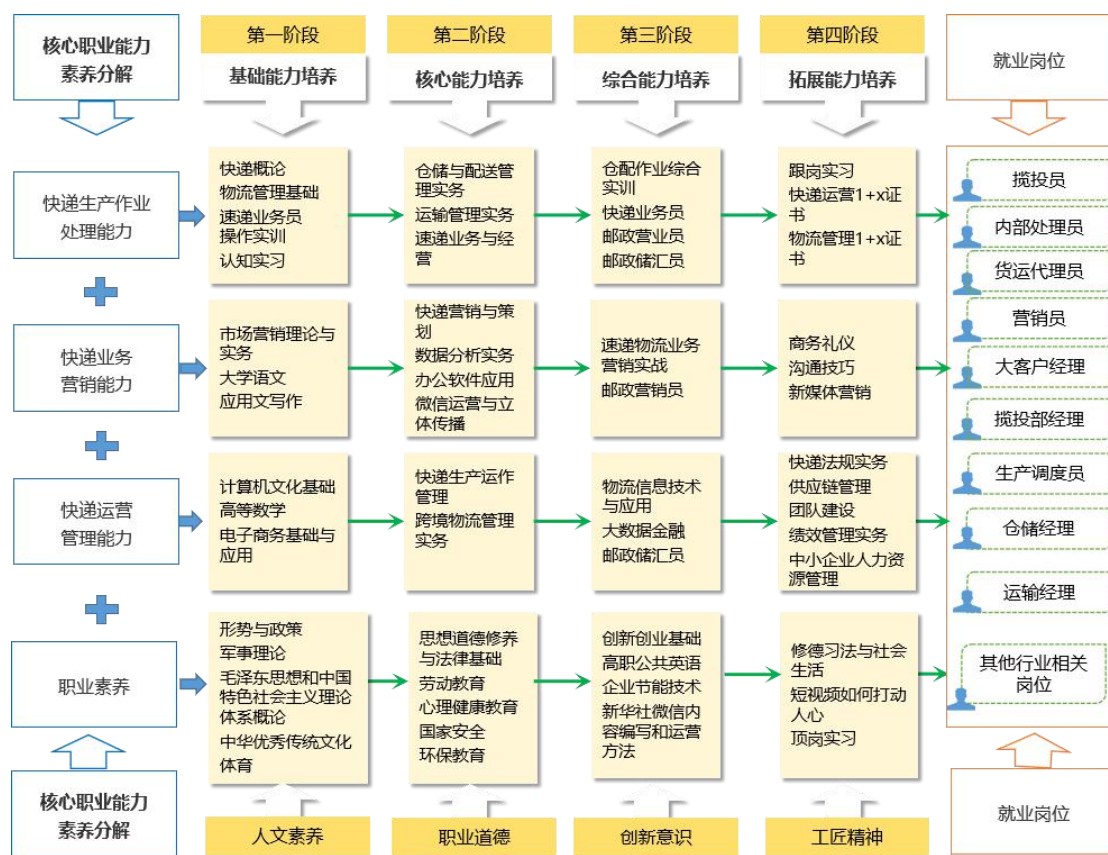 核心职业能力
素养分解
第一阶段
基础能力培养
第二阶段
核心能力培养
第三阶段
综合能力培养
第四阶段
拓展能力培养
就业岗位
快递生产作业
处理能力
快递概论
物流管理基础
速递业务员
操作实训
认知实习
仓储与配送
管理实务
运输管理实务
速递业务与经
营
仓配作业综合
实训
快递业务员
邮政营业员
邮政储汇员
跟岗实习
快递运营1+x证
书
物流管理1+x证
书
快递业务
营销能力
市场营销理论与
实务
大学语文
应用文写作
快递营销与策
划
数据分析实务
办公软件应用
微信运营与立
体传播
速递物流业务
营销实战
邮政营销员
商务礼仪
沟通技巧
新媒体营销
快递运营
管理能力
计算机文化基础
高等数学
电子商务基础与
应用
快递生产运作
管理
跨境物流管理
实务
物流信息技术
与应用
大数据金融
邮政储汇员
快递法规实务
供应链管理
团队建设
绩效管理实务
中小企业人力资
源管理
职业素养
形势与政策
军事理论
毛泽东思想和中国
特色社会主义理论
体系概论
中华优秀传统文化
体育
思想道德修养
与法律基础
劳动教育
心理健康教育
国家安全
环保教育
创新创业基础
高职公共英语
企业节能技术
新华社微信内
容编写和运营
方法
修德习法与社会
生活
短视频如何打动
人心
顶岗实习
揽投员
内部处理员
货运代理员
营销员
大客户经理
揽投部经理
生产调度员
仓储经理
运输经理
其他行业相关
岗位
核心职业能力
素养分解
人文素养
职业道德
创新意识
工匠精神
就业岗位